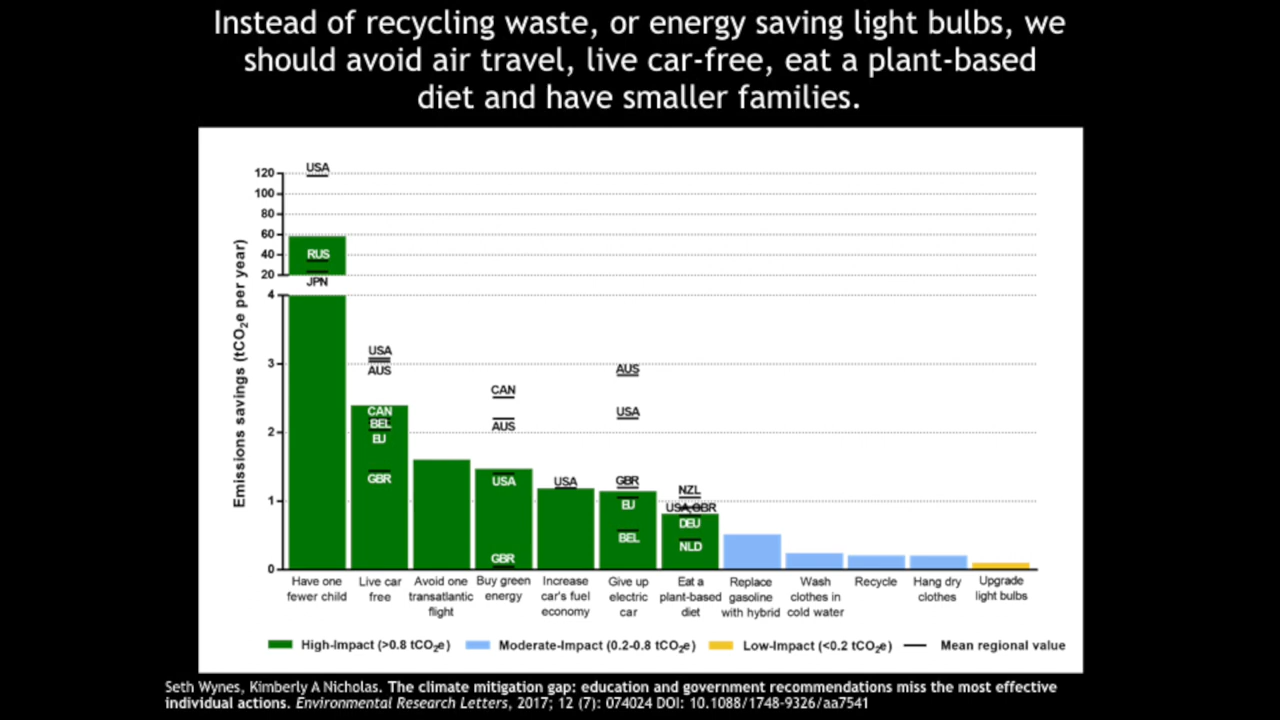 Instead of recycling waste, or energy saving light bulbs, we
should avoid air travel, live car-free, eat a plant-based
diet and have smaller families.
Emissions savings (tCO₂e per year)
120
100
80
60
40
20
4
3
2
1
0
USA
RUS
JPN
USA
AUS
CAN
BEL
EU
GBR
CAN
AUS
USA
GBR
USA
AUS
USA
GBR
EU
BEL
NZL
USA GBR
DEU
NLD
Have one
fewer child
Live car
free
Avoid one
transatlantic
flight
Buy green
energy
Increase
car's fuel
economy
Give up
electric
car
Eat a
plant-based
diet
Replace
gasoline
with hybrid
Wash
clothes in
cold water
Recycle
Hang dry
clothes
Upgrade
light bulbs
High-Impact (>0.8 tCO₂e) Moderate-Impact (0.2-0.8 tCO₂e) Low-Impact (<0.2 tCO₂e) Mean regional value
Seth Wynes, Kimberly A Nicholas. The climate mitigation gap: education and government recommendations miss the most effective
individual actions. Environmental Research Letters, 2017; 12 (7): 074024 DOI: 10.1088/1748-9326/aa7541